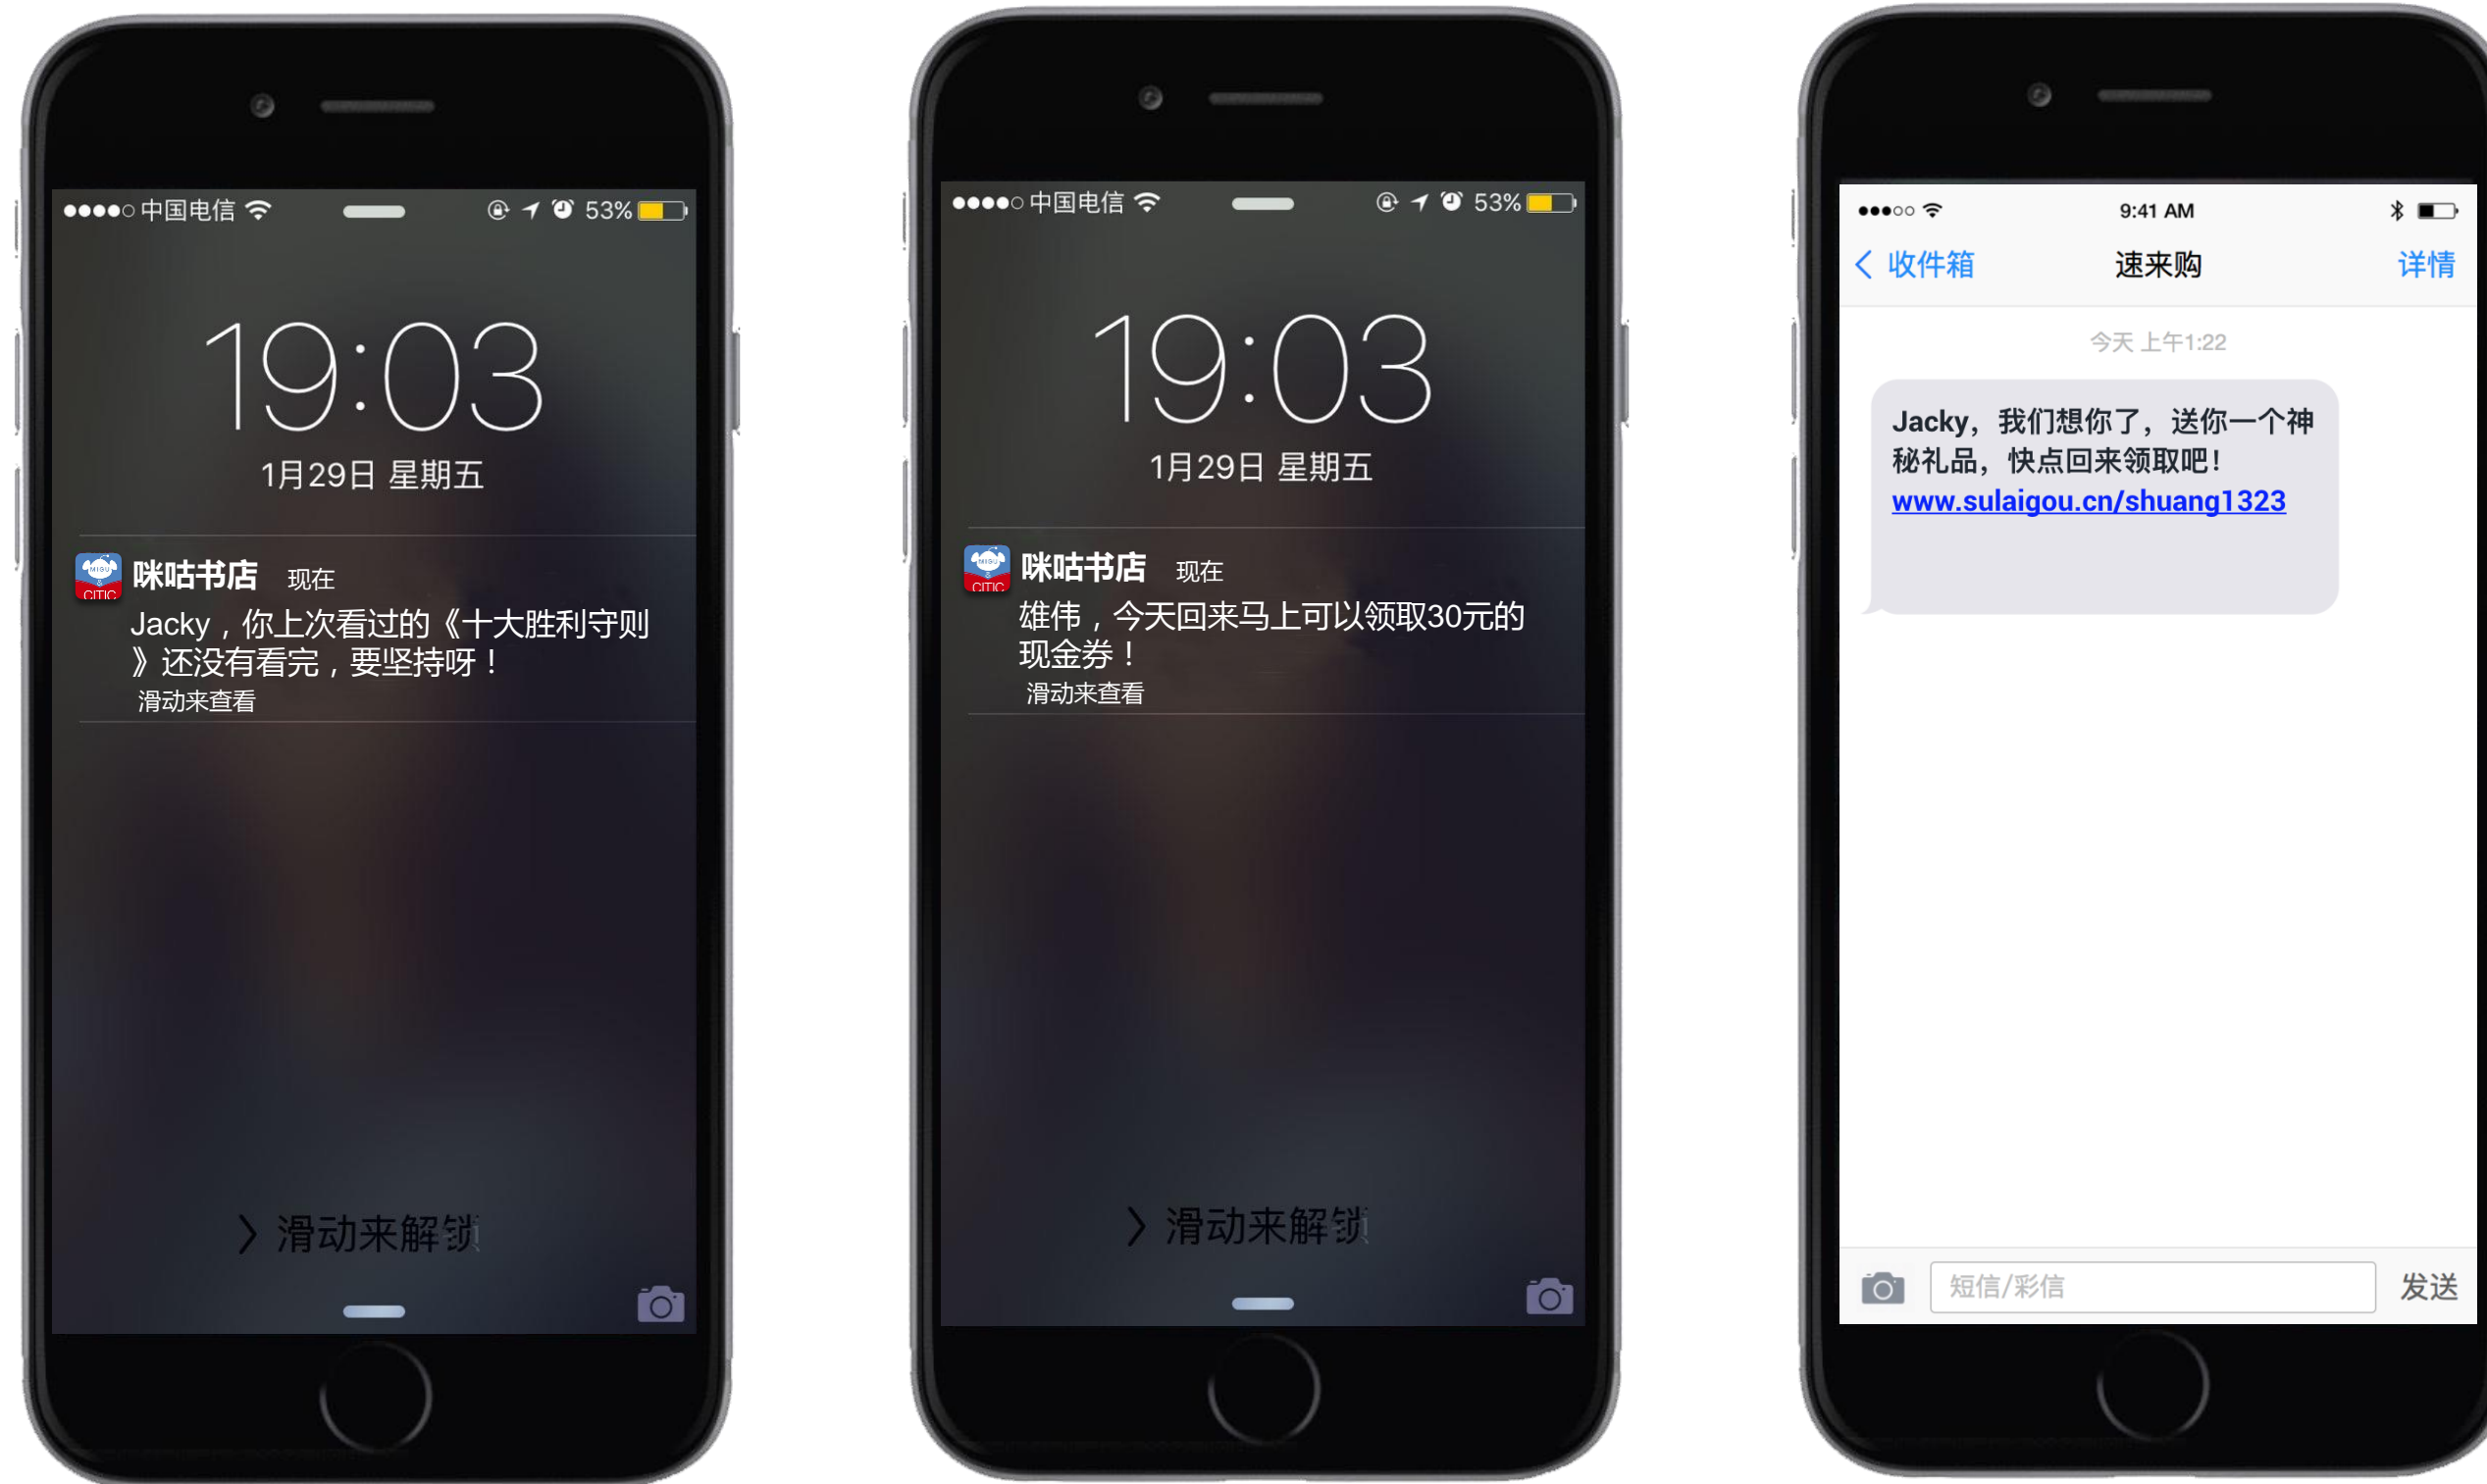 中国电信
53%
19:03
1月29日 星期五
MIGU
&
CITIC
咪咕书店 现在
Jacky，你上次看过的《十大胜利守则
》还没有看完，要坚持呀！
滑动来查看
滑动来解锁
中国电信
53%
19:03
1月29日 星期五
MIGU
&
CITIC
咪咕书店 现在
雄伟，今天回来马上可以领取30元的
现金券！
滑动来查看
滑动来解锁
9:41 AM
收件箱 速来购 详情
今天 上午1:22
Jacky，我们想你了，送你一个神
秘礼品，快点回来领取吧！
www.sulaigou.cn/shuang1323
短信/彩信 发送